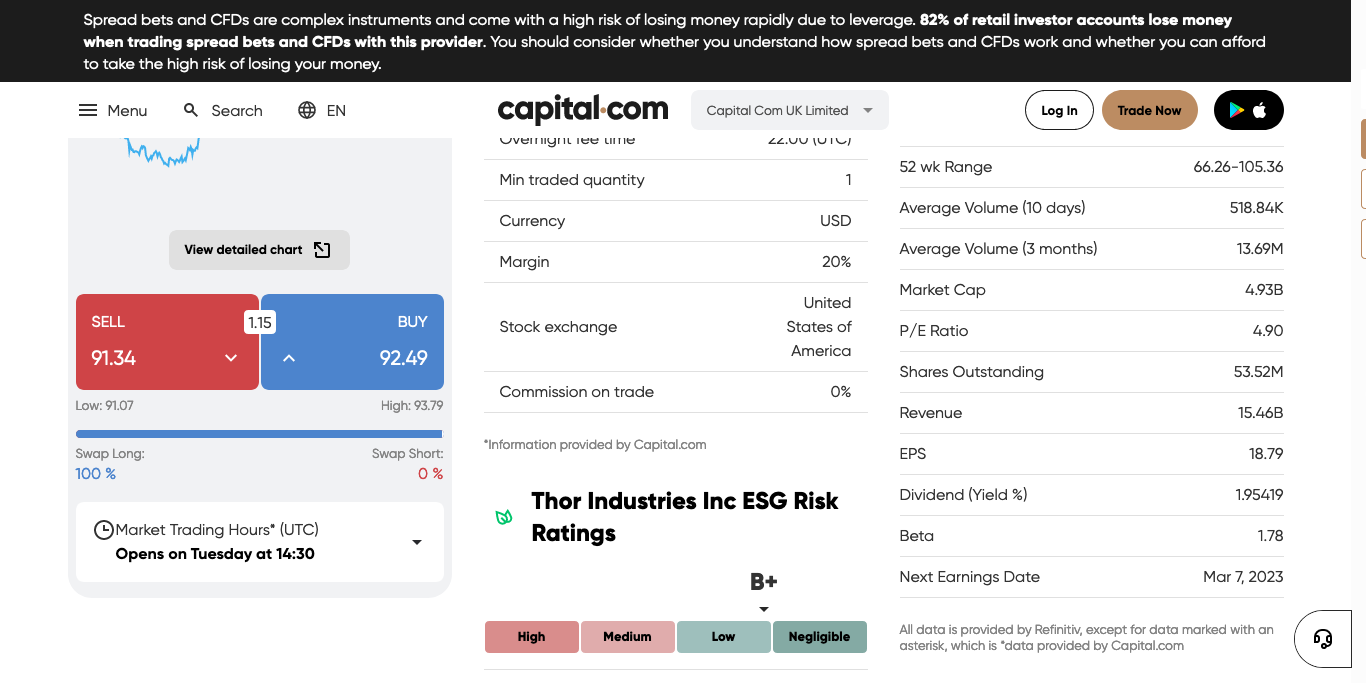 Spread bets and CFDs are complex instruments and come with a high risk of losing money rapidly due to leverage. 82% of retail investor accounts lose money
when trading spread bets and CFDs with this provider. You should consider whether you understand how spread bets and CFDs work and whether you can afford
to take the high risk of losing your money.
Menu
Search
EN
capital.com
Capital Com UK Limited
Log In
Trade Now
View detailed chart
SELL
1.15
BUY
91.34
92.49
Low: 91.07
High: 93.79
Swap Long:
Swap Short:
100 %
0 %
Market Trading Hours* (UTC)
Opens on Tuesday at 14:30
Overnight fee time 22:00 (UTC)
Min traded quantity 1
Currency USD
Margin 20%
Stock exchange United
States of
America
Commission on trade 0%
*Information provided by Capital.com
Thor Industries Inc ESG Risk
Ratings
B+
High Medium Low Negligible
52 wk Range 66.26-105.36
Average Volume (10 days) 518.84K
Average Volume (3 months) 13.69M
Market Cap 4.93B
P/E Ratio 4.90
Shares Outstanding 53.52M
Revenue 15.46B
EPS 18.79
Dividend (Yield %) 1.95419
Beta 1.78
Next Earnings Date Mar 7, 2023
All data is provided by Refinitiv, except for data marked with an
asterisk, which is *data provided by Capital.com